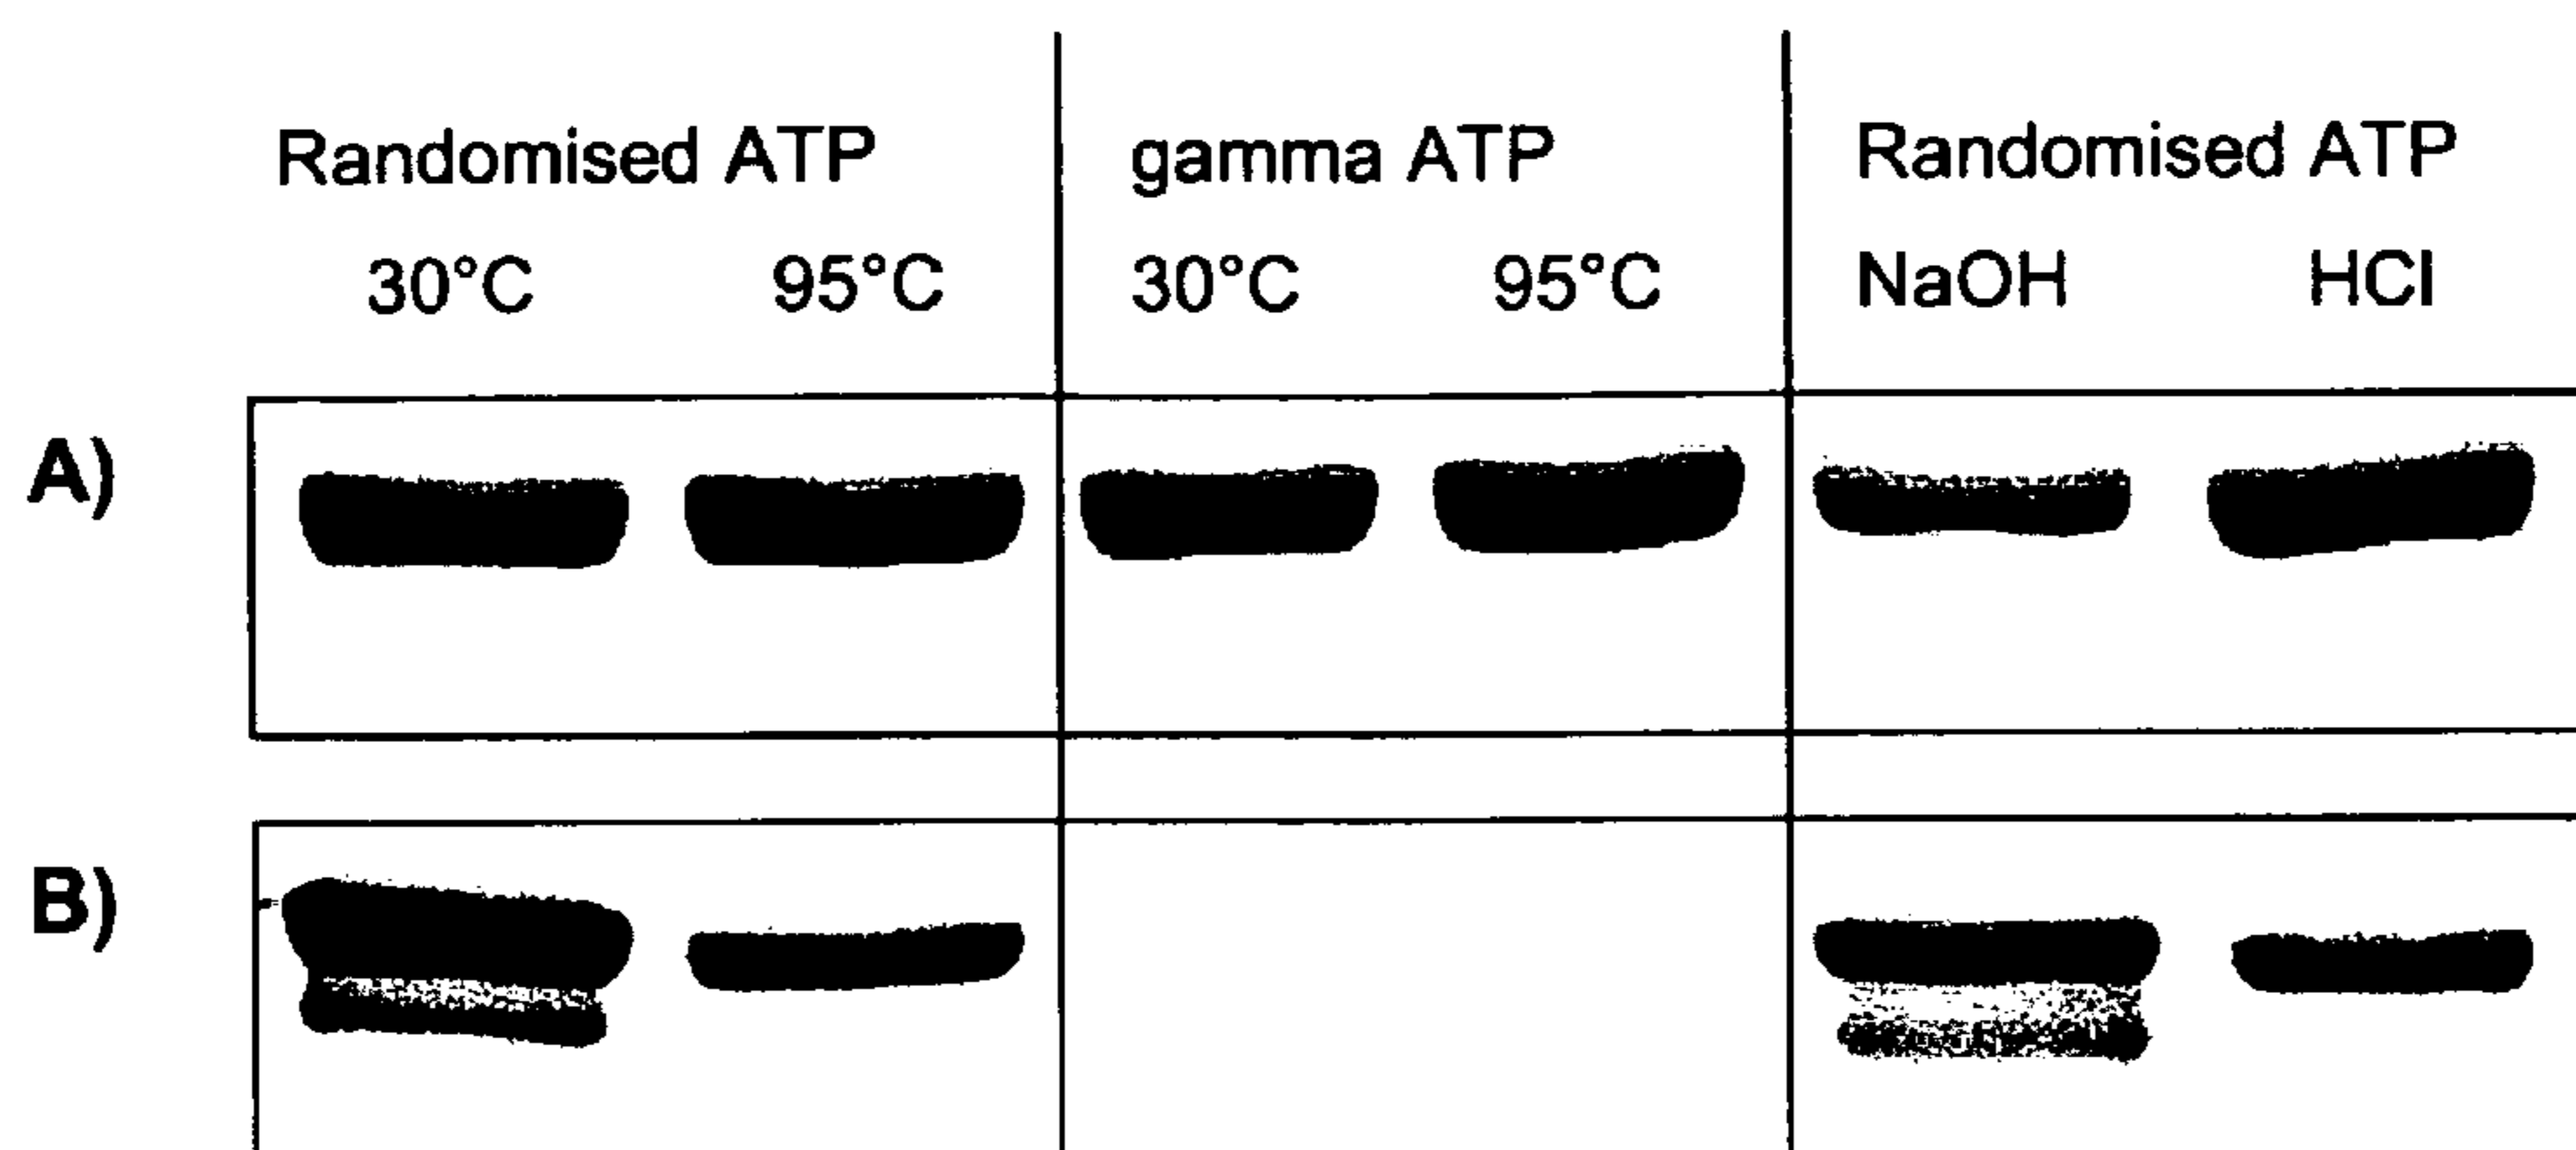 Randomised ATP gamma ATP Randomised ATP
30°C 95°C 30°C 95°C NaOH HCl
A)
B)